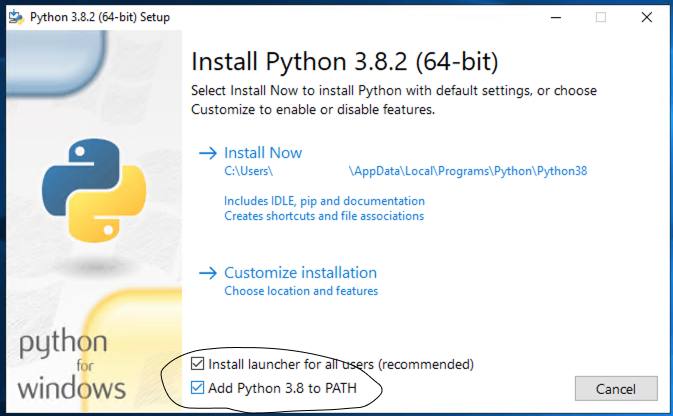 Python 3.8.2 (64-bit) Setup
Install Python 3.8.2 (64-bit)
Select Install Now to install Python with default settings, or choose
Customize to enable or disable features.
Install Now
C:\Users\ \AppData\Local\Programs\Python\Python38
Includes IDLE, pip and documentation
Creates shortcuts and file associations
Customize installation
Choose location and features
python
for
windows
Install launcher for all users (recommended)
Add Python 3.8 to PATH
Cancel